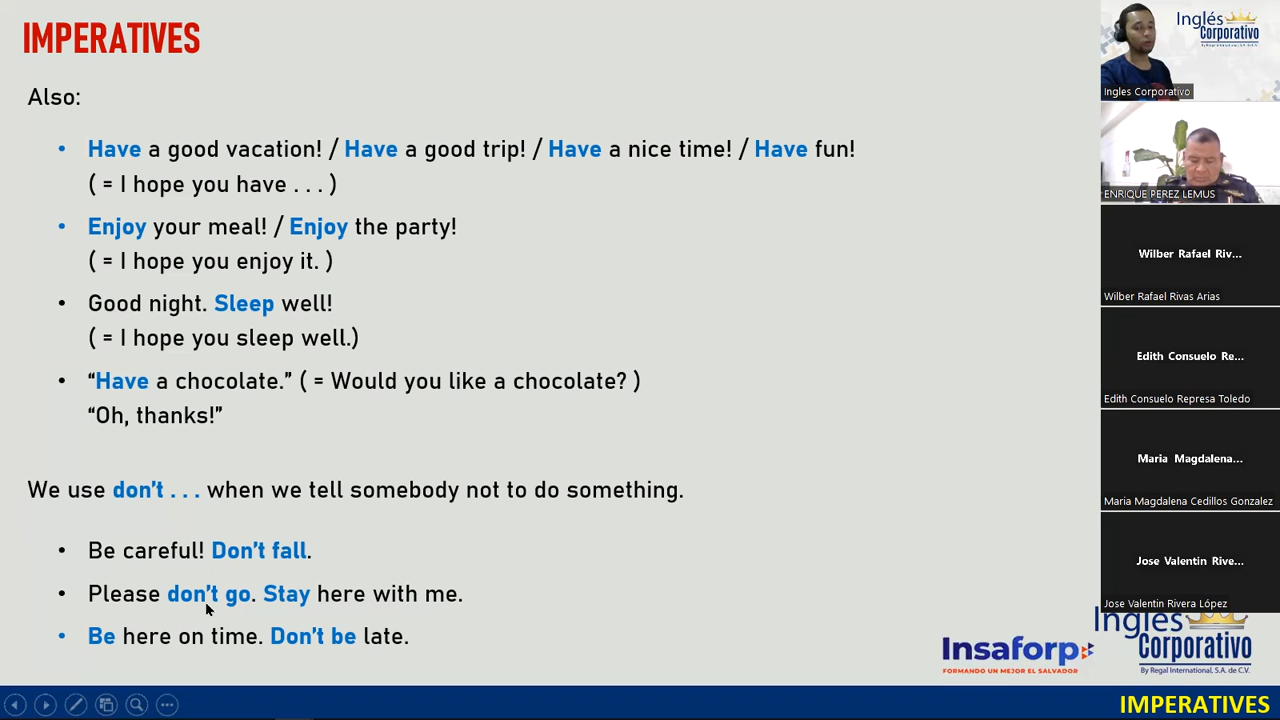 IMPERATIVES
Also:
• Have a good vacation! / Have a good trip! / Have a nice time! / Have fun!
( = I hope you have . . . )
• Enjoy your meal! / Enjoy the party!
( = I hope you enjoy it. )
• Good night. Sleep well!
( = I hope you sleep well.)
• “Have a chocolate.” ( = Would you like a chocolate? )
“Oh, thanks!”
We use don’t . . . when we tell somebody not to do something.
• Be careful! Don’t fall.
• Please don’t go. Stay here with me.
• Be here on time. Don’t be late.
Inglés
Corporativo
By Regal International, S.A. de C.V.
Ingles Corporativo
ENRIQUE PEREZ LEMUS
Wilber Rafael Riv...
Wilber Rafael Rivas Arias
Edith Consuelo Re...
Edith Consuelo Represa Toledo
Maria Magdalena...
Maria Magdalena Cedillos Gonzalez
Jose Valentin Rive...
Jose Valentin Rivera López
Insaforp
FORMANDO UN MEJOR EL SALVADOR
Inglés
Corporativo
By Regal International, S.A. de C.V.
IMPERATIVES